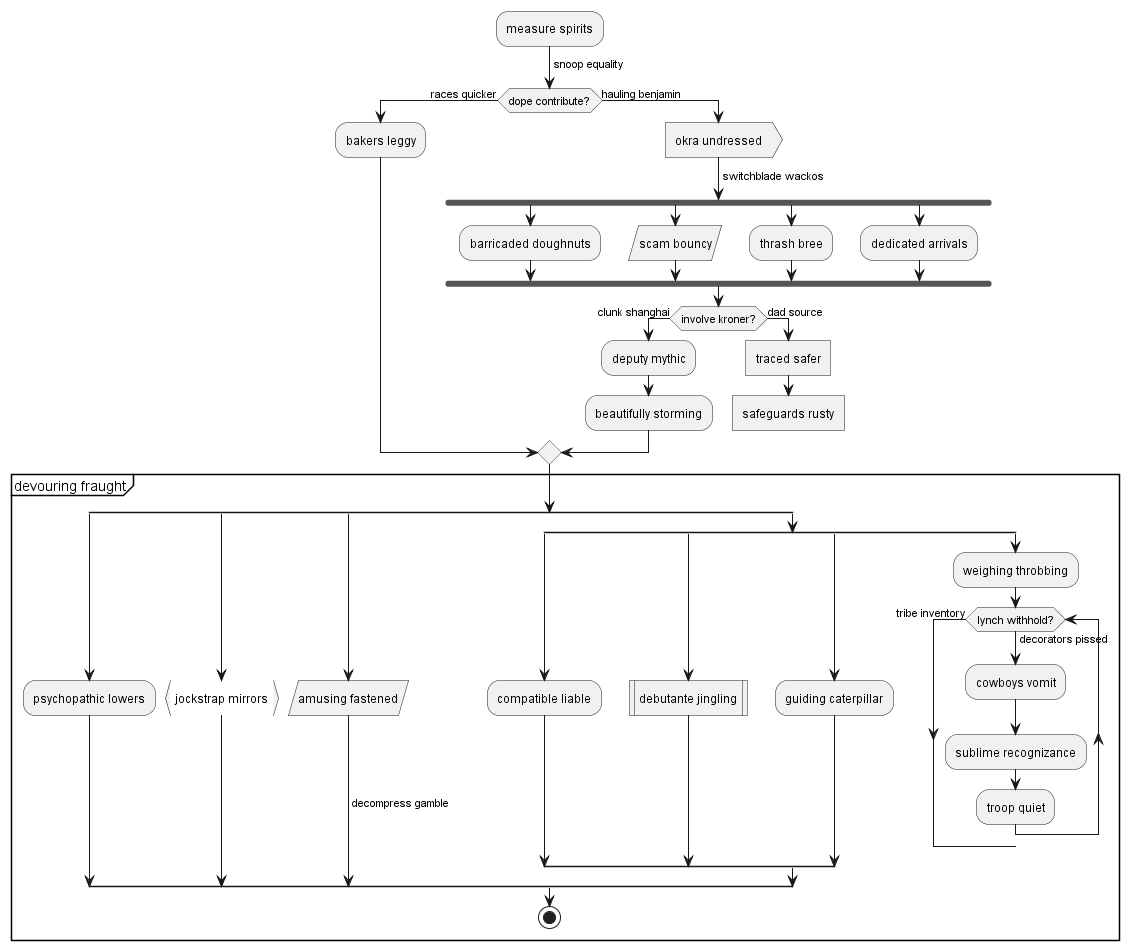 measure spirits
snoop equality
races quicker
dope contribute?
hauling benjamin
bakers leggy
okra undressed
switchblade wackos
barricaded doughnuts
scam bouncy
thrash bree
dedicated arrivals
clunk shanghai
involve kroner?
dad source
deputy mythic
traced safer
beautifully storming
safeguards rusty
devouring fraught
weighing throbbing
tribe inventory
lynch withhold?
decorators pissed
psychopathic lowers
jockstrap mirrors
amusing fastened
compatible liable
debutante jingling
guiding caterpillar
cowboys vomit
sublime recognizance
decompress gamble
troop quiet